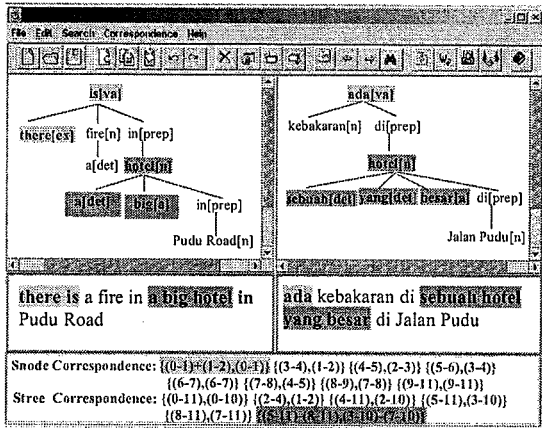 File Edit Search Correspondence Help
is[va]
there[ex] fire[n] in[prep]
a[det] hotel[n]
a[det] big[a] in[prep]
Pudu Road[n]
ada[va]
kebakaran[n] di[prep]
hotel[n]
sebuah[det] yang[det] besar[a] di[prep]
Jalan Pudu[n]
there is a fire in a big hotel in
Pudu Road
ada kebakaran di sebuah hotel
yang besar di Jalan Pudu
Snode Correspondence: {(0-1)+(1-2),(0-1)} {(3-4),(1-2)} {(4-5),(2-3)} {(5-6),(3-4)}
{(6-7),(6-7)} {(7-8),(4-5)} {(8-9),(7-8)} {(9-11),(9-11)}
Stree Correspondence: {(0-11),(0-10)} {(2-4),(1-2)} {(4-11),(2-10)} {(5-11),(3-10)}
{(8-11),(7-11)} {(5-11)-(8-11),(3-10)-(7-10)}